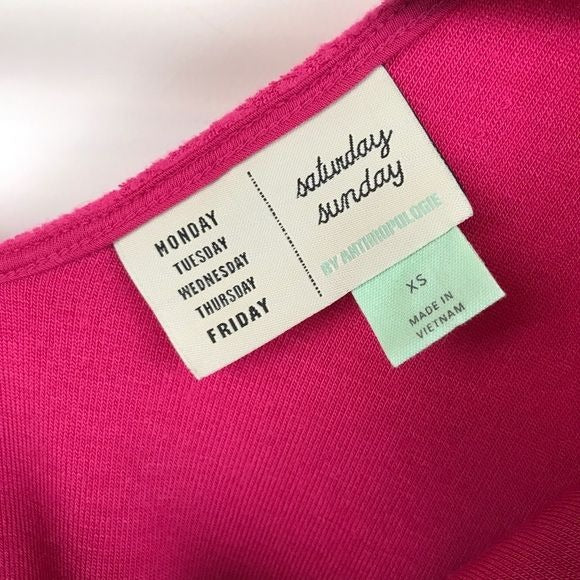 MONDAY
TUESDAY
WEDNESDAY
THURSDAY
FRIDAY
saturday
sunday
BY ANTHROPOLOGIE
XS
MADE IN
VIETNAM